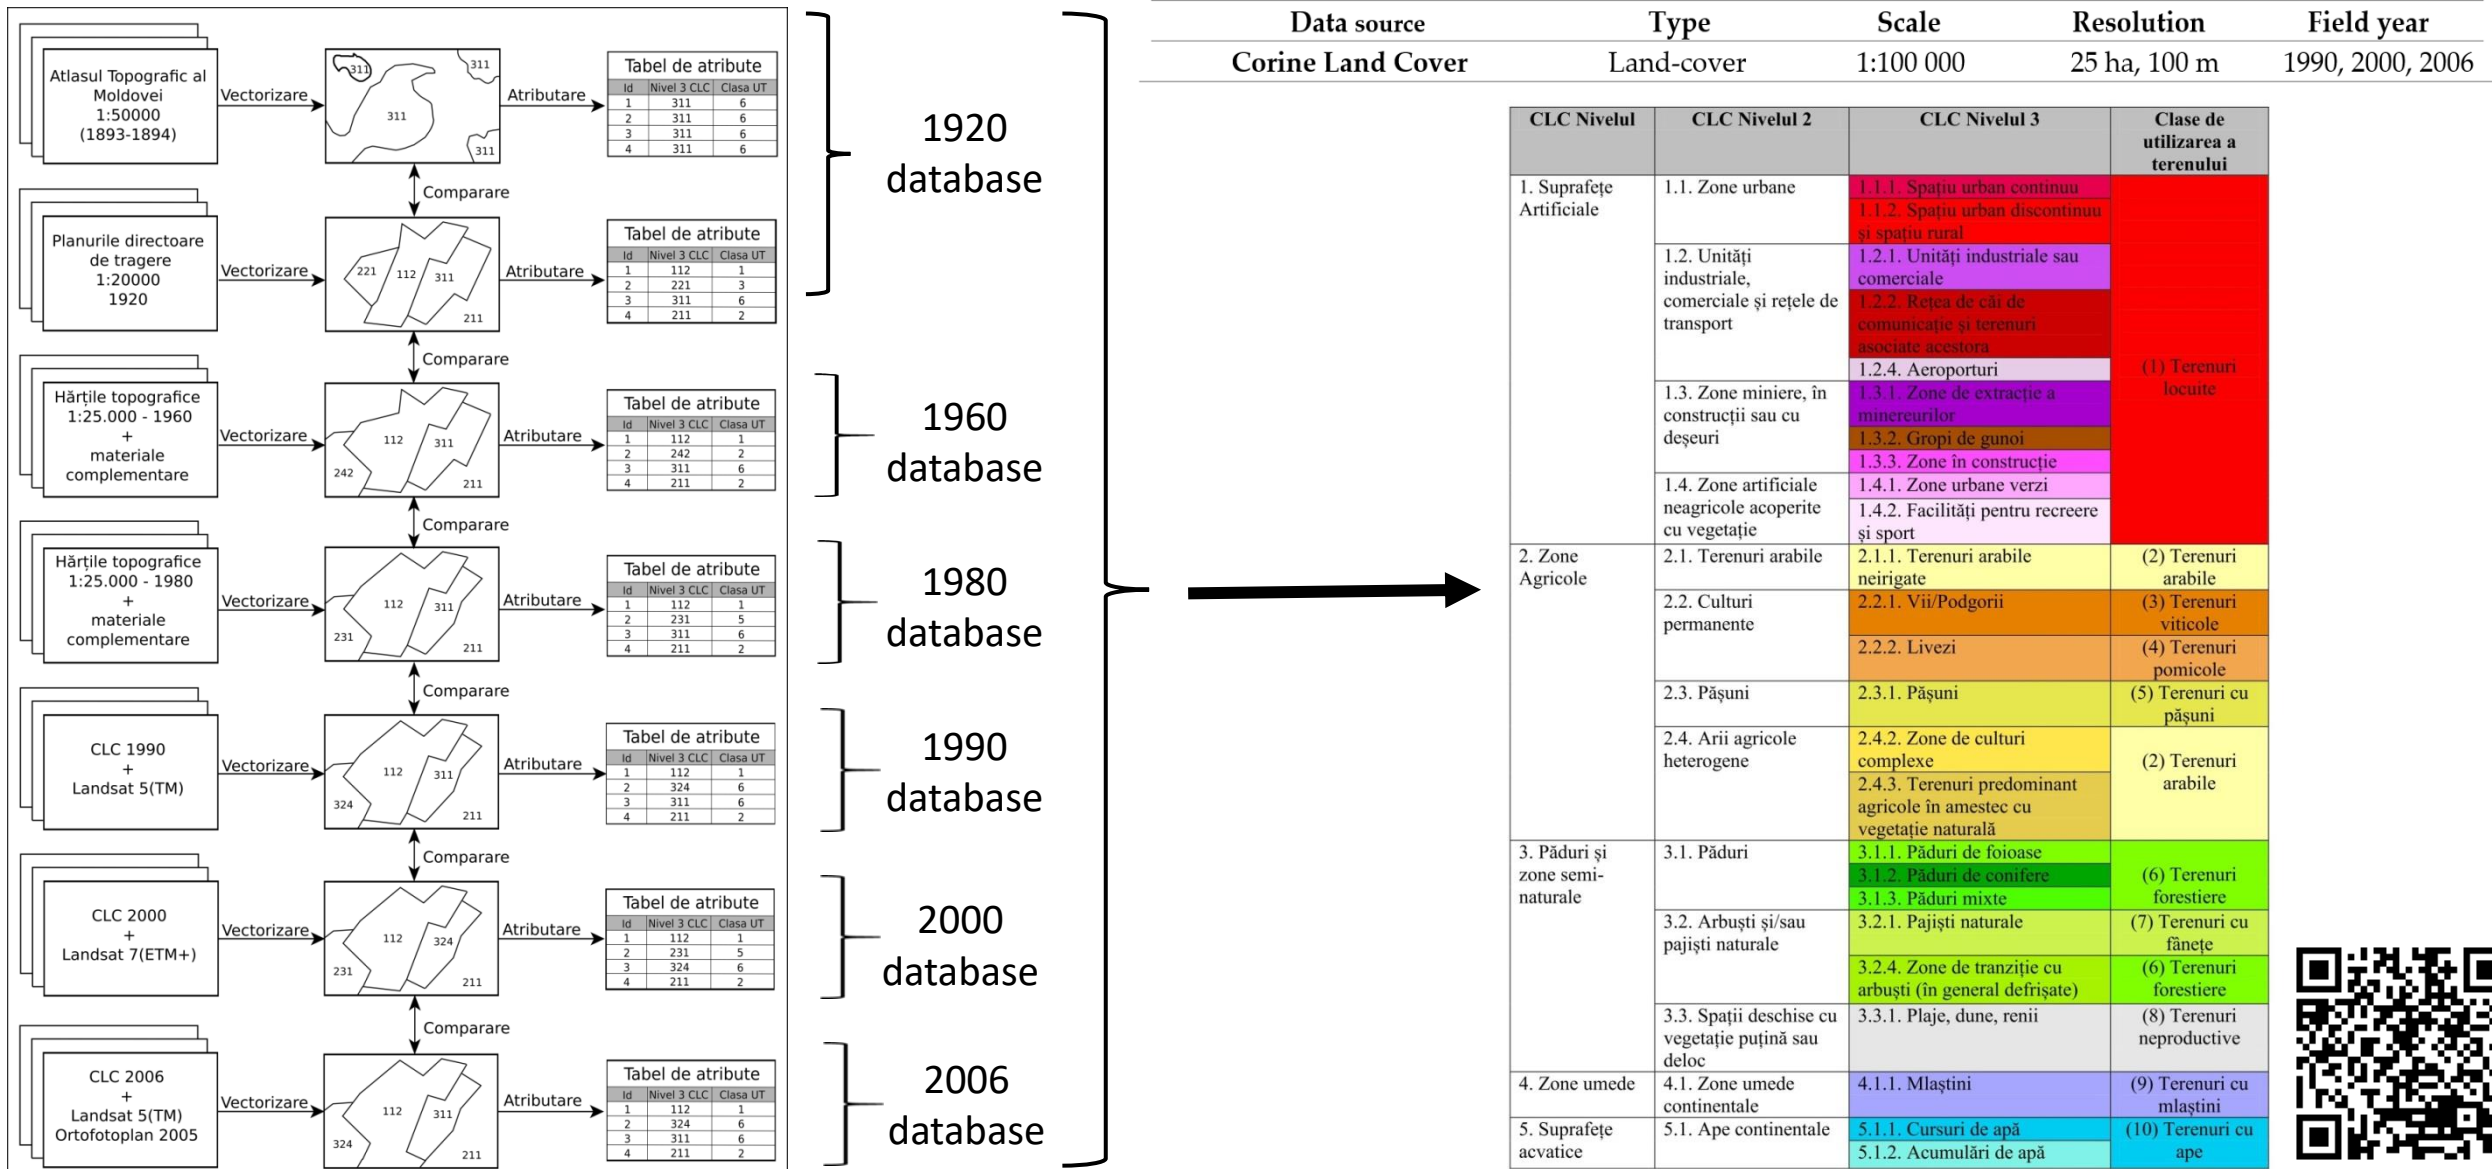 Atlasul Topografic al
Moldovei
1:50000
(1893-1894)
Vectorizare
311
311
311
311
Atributare
Tabel de atribute
Id Nivel 3 CLC Clasa UT
1 311 6
2 311 6
3 311 6
4 311 6
Comparare
Planurile directoare
de tragere
1:20000
1920
Vectorizare
221
112
311
211
Atributare
Tabel de atribute
Id Nivel 3 CLC Clasa UT
1 112 1
2 221 3
3 311 6
4 211 2
1920
database
Comparare
Hărțile topografice
1:25.000 - 1960
+
materiale
complementare
Vectorizare
112
311
242
211
Atributare
Tabel de atribute
Id Nivel 3 CLC Clasa UT
1 112 1
2 242 2
3 311 6
4 211 2
1960
database
Comparare
Hărțile topografice
1:25.000 - 1980
+
materiale
complementare
Vectorizare
112
311
231
211
Atributare
Tabel de atribute
Id Nivel 3 CLC Clasa UT
1 112 1
2 231 5
3 311 6
4 211 2
1980
database
Comparare
CLC 1990
+
Landsat 5(TM)
Vectorizare
112
311
324
211
Atributare
Tabel de atribute
Id Nivel 3 CLC Clasa UT
1 112 1
2 324 6
3 311 6
4 211 2
1990
database
Comparare
CLC 2000
+
Landsat 7(ETM+)
Vectorizare
112
324
231
211
Atributare
Tabel de atribute
Id Nivel 3 CLC Clasa UT
1 112 1
2 231 5
3 324 6
4 211 2
2000
database
Comparare
CLC 2006
+
Landsat 5(TM)
Ortofotoplan 2005
Vectorizare
112
311
324
211
Atributare
Tabel de atribute
Id Nivel 3 CLC Clasa UT
1 112 1
2 324 6
3 311 6
4 211 2
2006
database
Data source Type Scale Resolution Field year
Corine Land Cover Land-cover 1:100 000 25 ha, 100 m 1990, 2000, 2006
CLC Nivelul CLC Nivelul 2 CLC Nivelul 3 Clase de
utilizarea a
terenului
1. Suprafețe
Artificiale
1.1. Zone urbane
1.1.1. Spațiu urban continuu
1.1.2. Spațiu urban discontinuu
și spațiu rural
1.2. Unități
industriale,
comerciale și rețele de
transport
1.2.1. Unități industriale sau
comerciale
1.2.2. Rețea de căi de
comunicație și terenuri
asociate acestora
1.2.4. Aeroporturi
1.3. Zone miniere, în
construcții sau cu
deșeuri
1.3.1. Zone de extracție a
minereurilor
1.3.2. Gropi de gunoi
1.3.3. Zone în construcție
1.4. Zone artificiale
neagricole acoperite
cu vegetație
1.4.1. Zone urbane verzi
1.4.2. Facilități pentru recreere
și sport
(1) Terenuri
locuite
2. Zone
Agricole
2.1. Terenuri arabile
2.1.1. Terenuri arabile
neirigate
(2) Terenuri
arabile
2.2. Culturi
permanente
2.2.1. Vii/Podgorii
(3) Terenuri
viticole
2.2.2. Livezi
(4) Terenuri
pomicole
2.3. Pășuni
2.3.1. Pășuni
(5) Terenuri cu
pășuni
2.4. Arii agricole
heterogene
2.4.2. Zone de culturi
complexe
2.4.3. Terenuri predominant
agricole în amestec cu
vegetație naturală
(2) Terenuri
arabile
3. Păduri și
zone semi-
naturale
3.1. Păduri
3.1.1. Păduri de foioase
3.1.2. Păduri de conifere
3.1.3. Păduri mixte
(6) Terenuri
forestiere
3.2. Arbuști și/sau
pajiști naturale
3.2.1. Pajiști naturale
(7) Terenuri cu
fânețe
3.2.4. Zone de tranziție cu
arbuști (în general defrișate)
(6) Terenuri
forestiere
3.3. Spații deschise cu
vegetație puțină sau
deloc
3.3.1. Plaje, dune, renii
(8) Terenuri
neproductive
4. Zone umede
4.1. Zone umede
continentale
4.1.1. Mlaștini
(9) Terenuri cu
mlaștini
5. Suprafețe
acvatice
5.1. Ape continentale
5.1.1. Cursuri de apă
5.1.2. Acumulări de apă
(10) Terenuri cu
ape